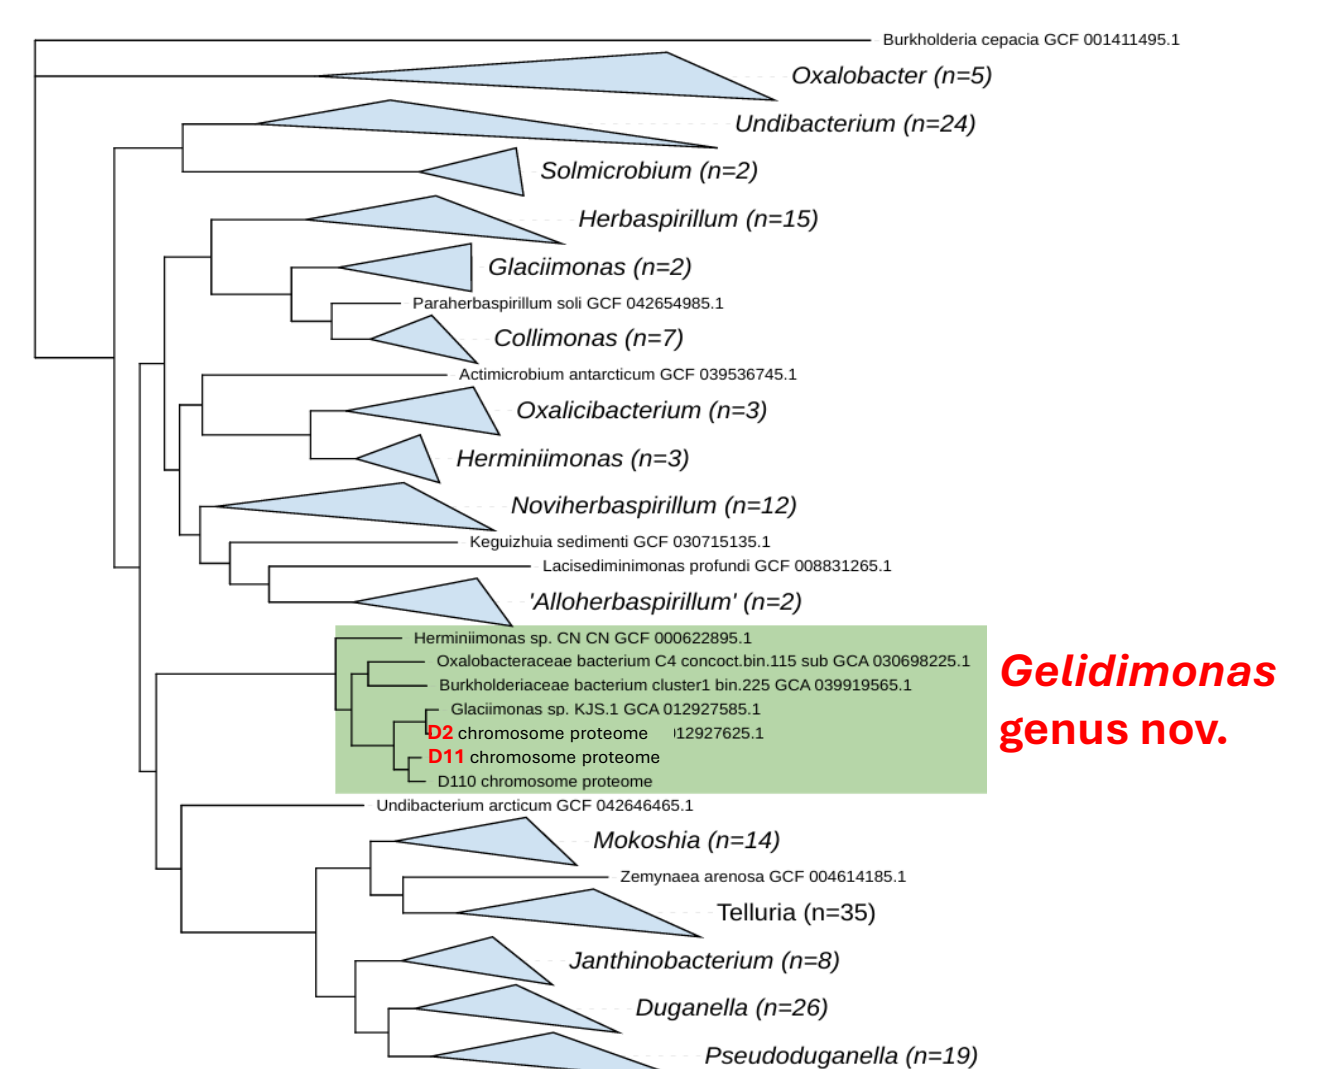 Burkholderia cepacia GCF 001411495.1
Oxalobacter (n=5)
Undibacterium (n=24)
Solmicrobium (n=2)
Herbaspirillum (n=15)
Glaciimonas (n=2)
Paraherbaspirillum soli GCF 042654985.1
Collimonas (n=7)
Actimicrobium antarcticum GCF 039536745.1
Oxalicibacterium (n=3)
Herminiimonas (n=3)
Noviherbaspirillum (n=12)
Keguizhuia sedimenti GCF 030715135.1
Lacisediminimonas profundi GCF 008831265.1
'Alloherbaspirillum' (n=2)
Herminiimonas sp. CN CN GCF 000622895.1
Oxalobacteraceae bacterium C4 concoct.bin.115 sub GCA 030698225.1
Burkholderiaceae bacterium cluster1 bin.225 GCA 039919565.1
Gelidimonas
genus nov.
Glaciimonas sp. KJS.1 GCA 012927585.1
D2 chromosome proteome 12927625.1
D11 chromosome proteome
D110 chromosome proteome
Undibacterium arcticum GCF 042646465.1
Mokoshia (n=14)
Zemynaea arenosa GCF 004614185.1
Telluria (n=35)
Janthinobacterium (n=8)
Duganella (n=26)
Pseudoduganella (n=19)